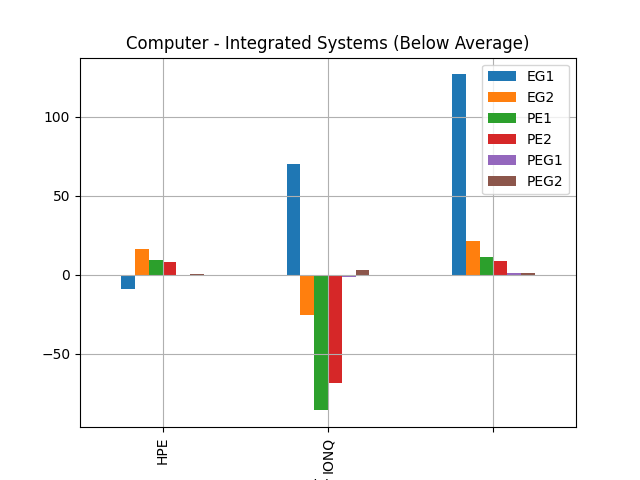 Computer - Integrated Systems (Below Average)
EG1
EG2
PE1
PE2
PEG1
PEG2
100
50
0
−50
HPE
IONQ